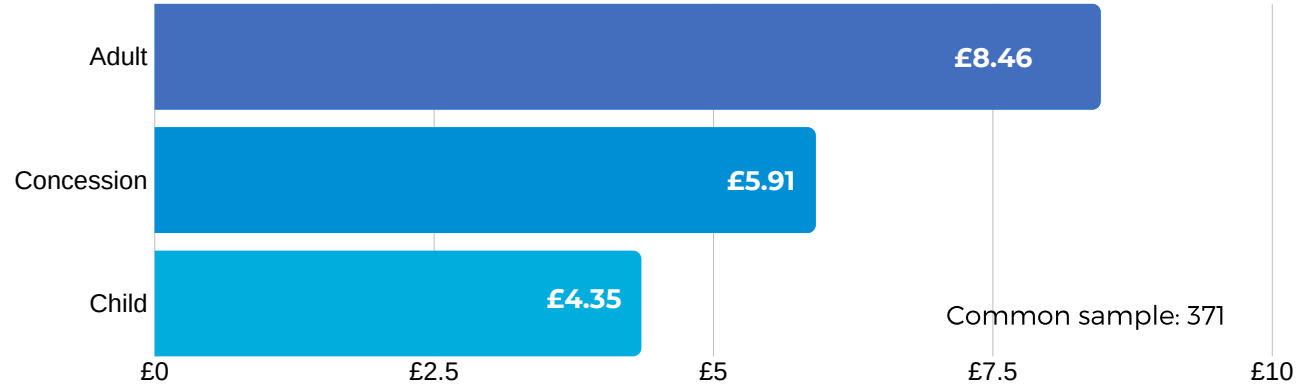 Adult
£8.46
Concession
£5.91
Child
£4.35
Common sample: 371
£0 £2.5 £5 £7.5 £10